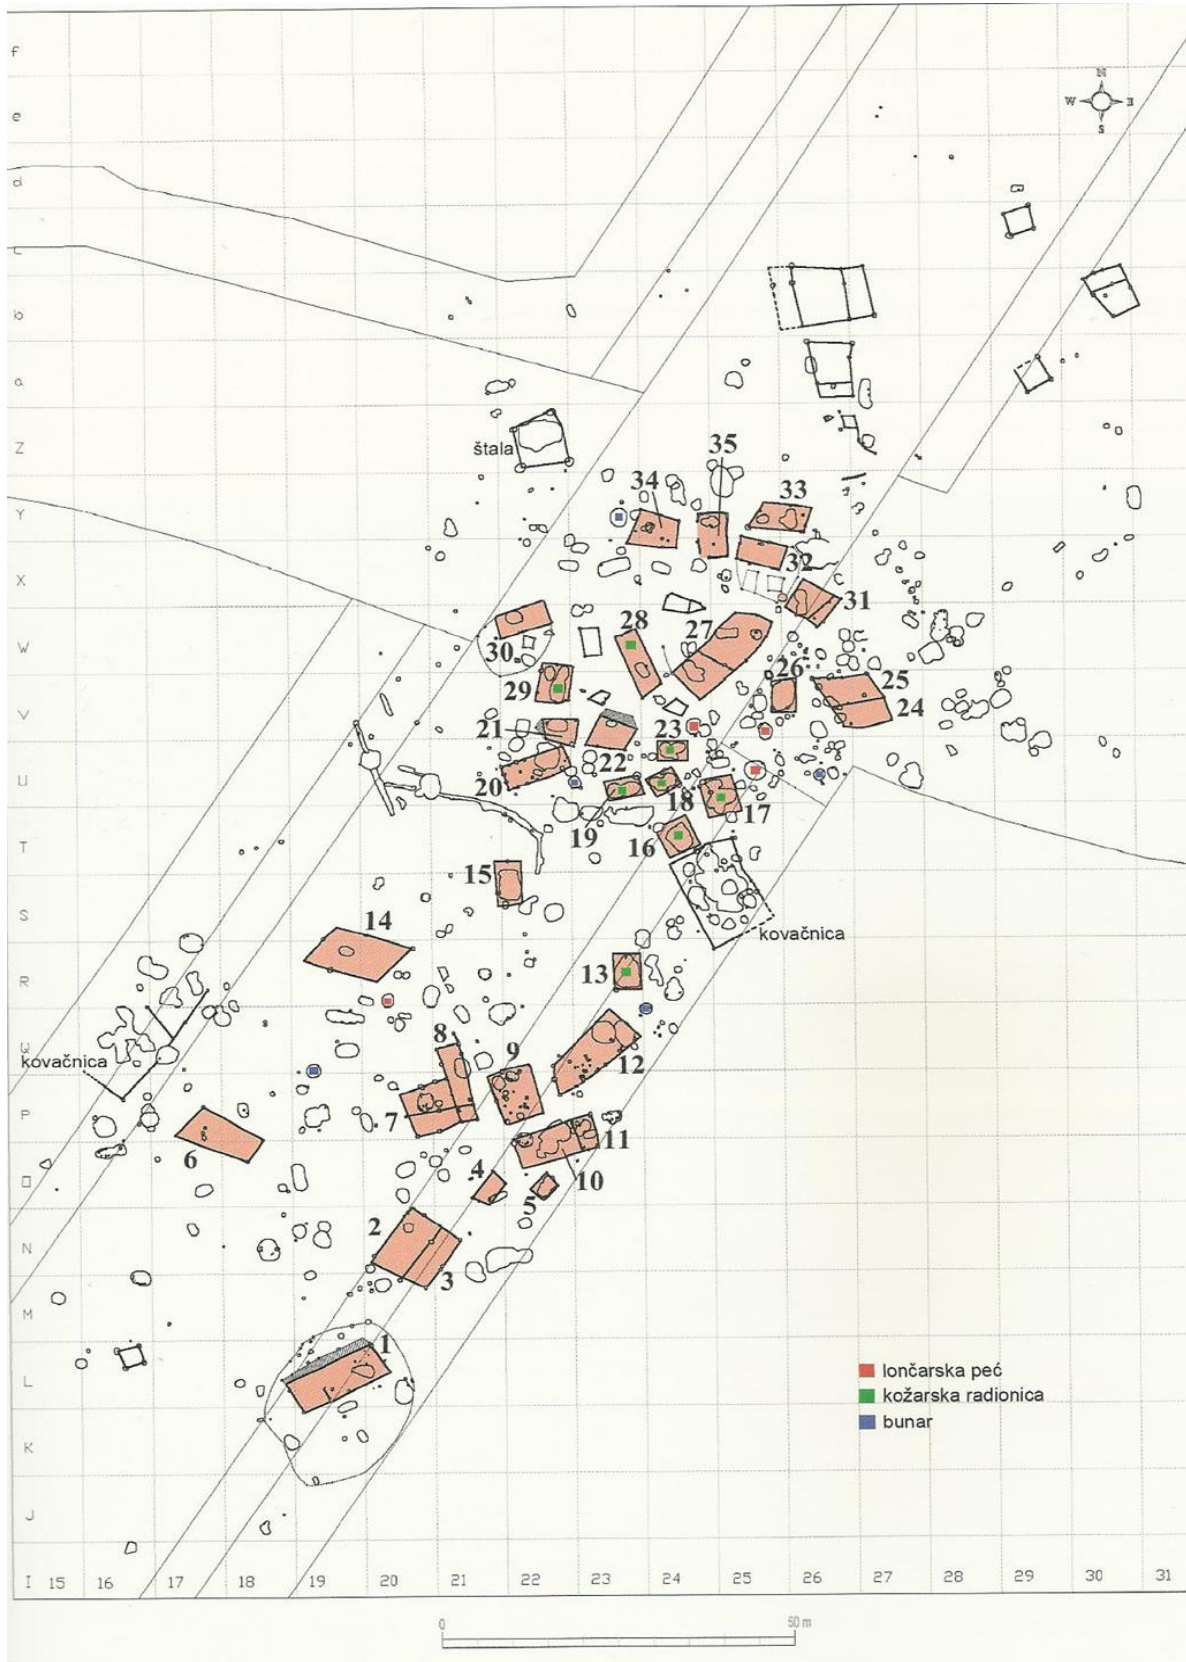 f
e
N
W E
S
d
c
b
a
Z
štala
35
34
33
Y
32
X
31
28
27
W
30
29
26
25
V
24
21
23
22
U
20
18
17
19
T
16
15
S
14
kovačnica
13
R
8
Q
9
kovačnica
12
P
7
11
6
4
10
O
5
2
N
3
M
1
L
lončarska peć
kožarska radionica
bunar
K
J
I 15 16 17 18 19 20 21 22 23 24 25 26 27 28 29 30 31
0 50 m